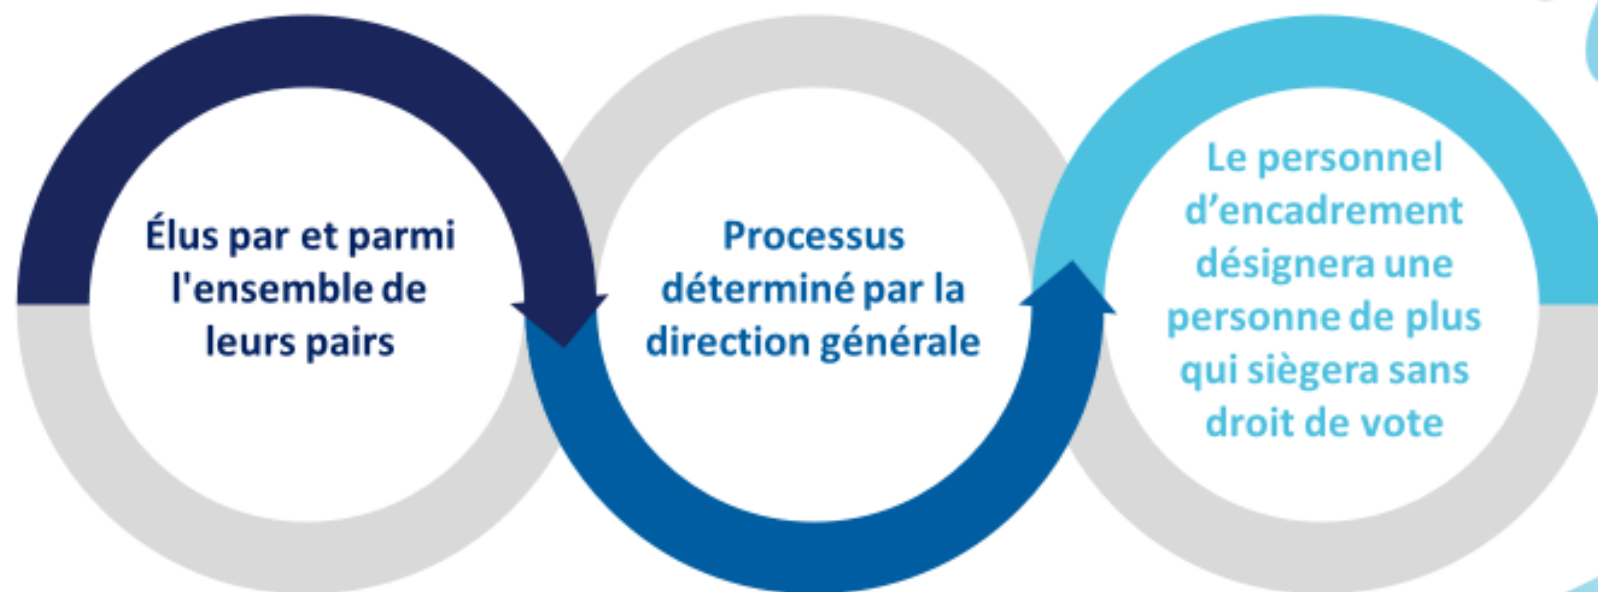 Élus par et parmi
l'ensemble de
leurs pairs
Processus
déterminé par la
direction générale
Le personnel
d’encadrement
désignera une
personne de plus
qui siègera sans
droit de vote